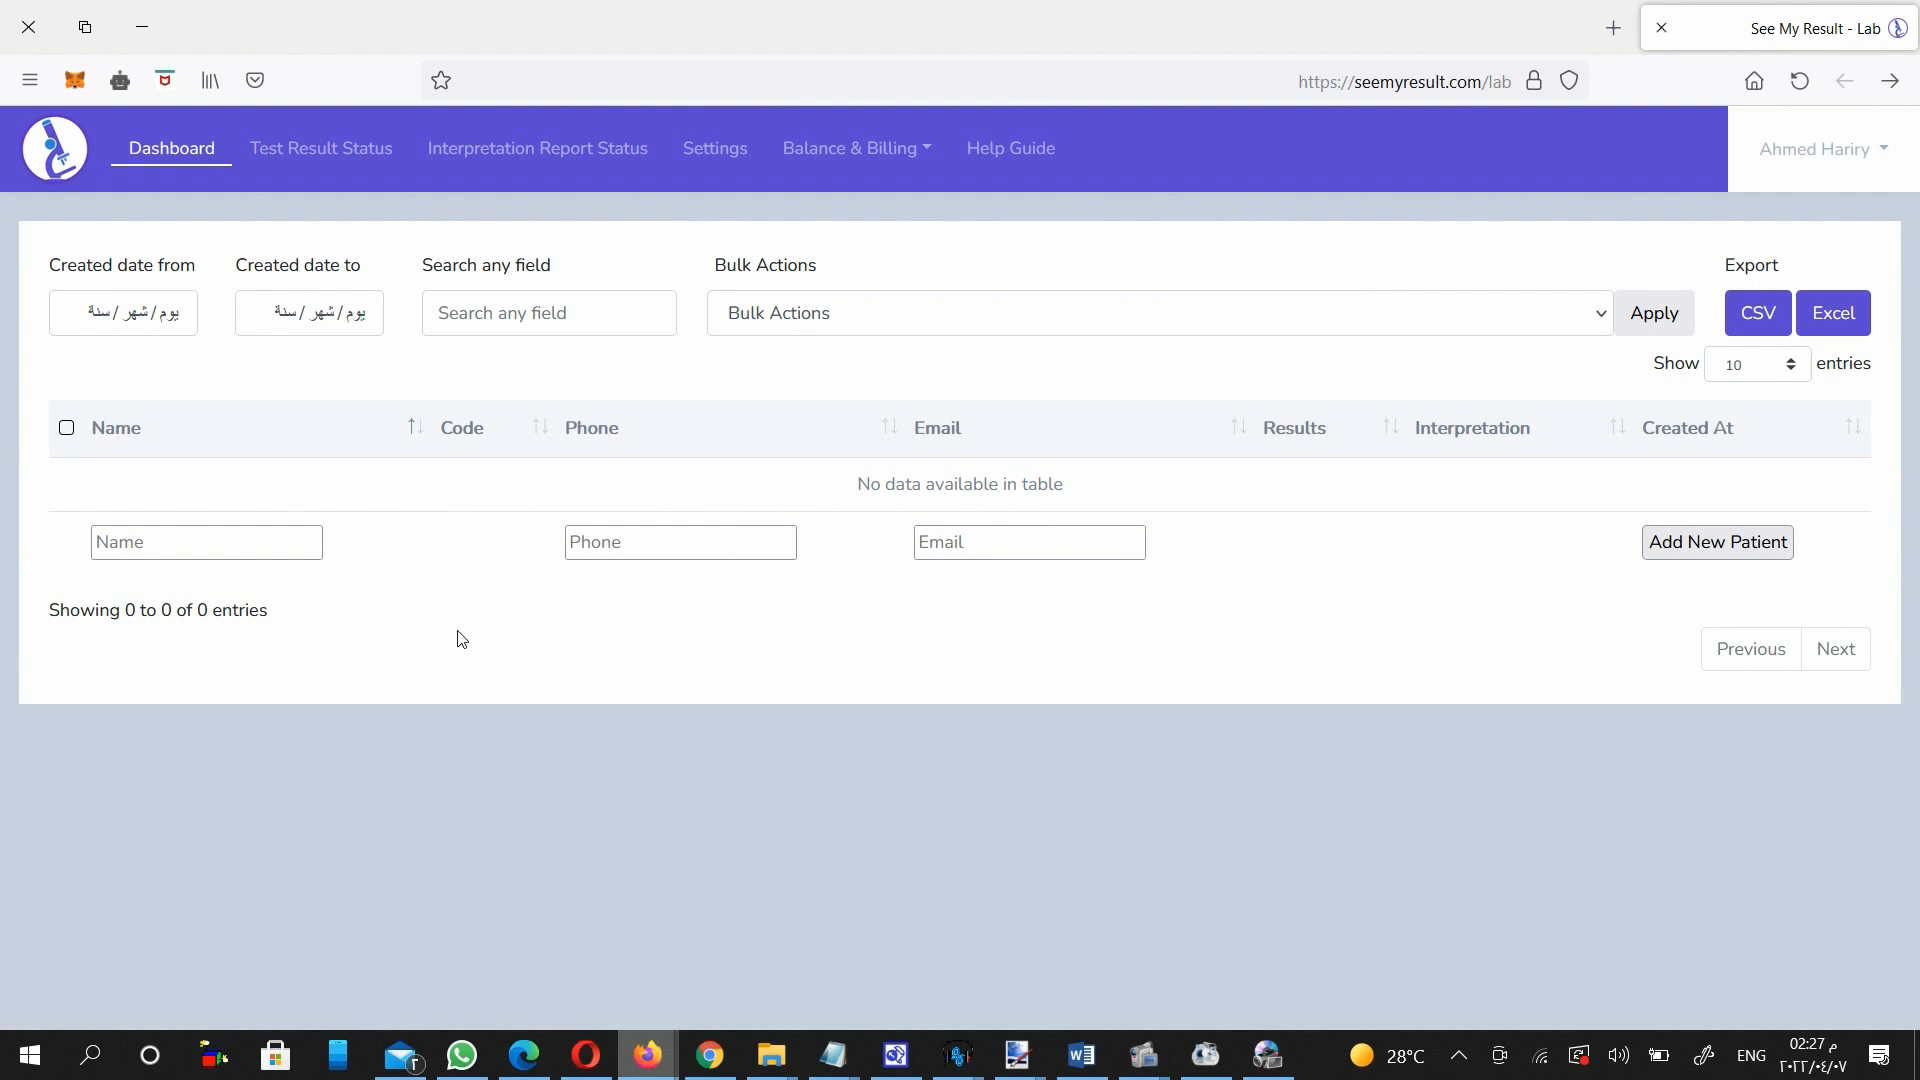 See My Result - Lab
https://seemyresult.com/lab
Dashboard
Test Result Status
Interpretation Report Status
Settings
Balance & Billing
Help Guide
Ahmed Hariry
Created date from
Created date to
Search any field
Bulk Actions
Export
يوم/ شهر / سنة
يوم/ شهر / سنة
Search any field
Bulk Actions
Apply
CSV
Excel
Show 10 entries
Name
Code
Phone
Email
Results
Interpretation
Created At
No data available in table
Name
Phone
Email
Add New Patient
Showing 0 to 0 of 0 entries
Previous
Next
28°C
ENG
02:27 م
٢٠٢٢/٠٤/٠٧